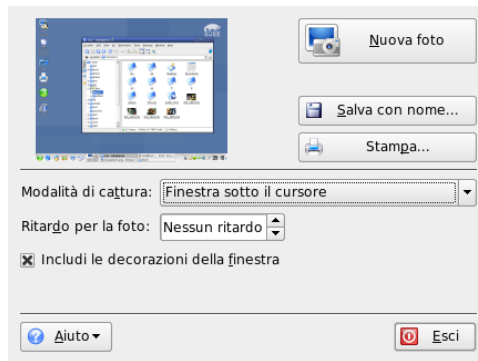 Nuova foto
Salva con nome...
Stampa...
Modalità di cattura: Finestra sotto il cursore
Ritardo per la foto: Nessun ritardo
Includi le decorazioni della finestra
Aiuto
Esci